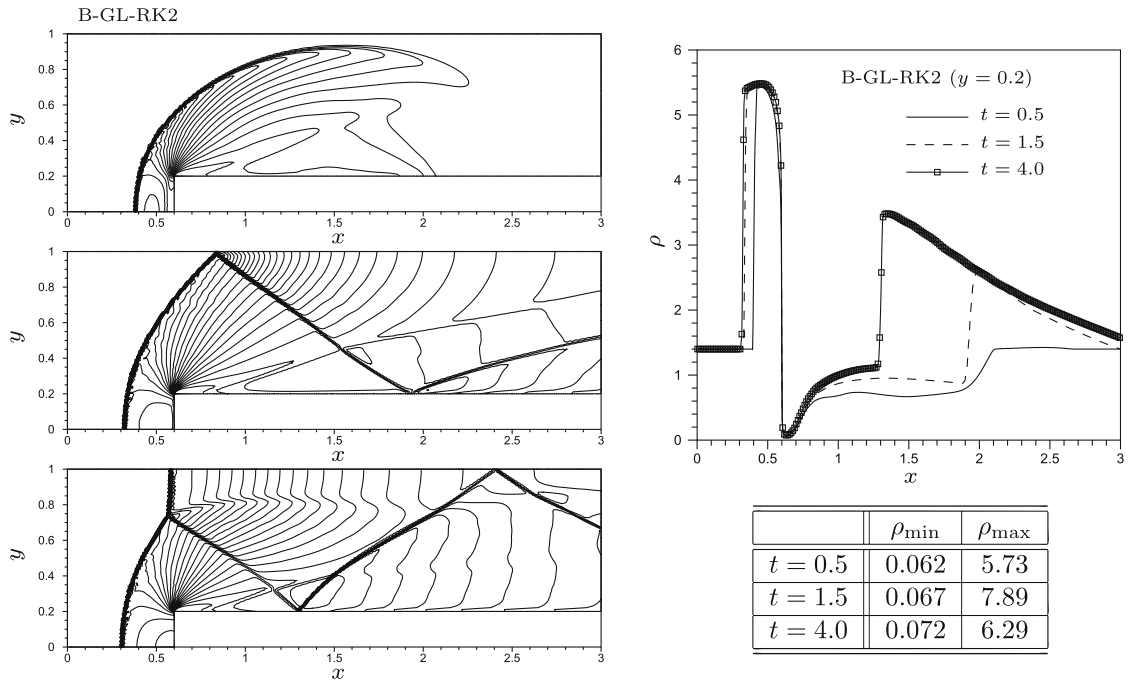 B-GL-RK2
1
0.8
0.6
0.4
0.2
0
y
0 0.5 1 1.5 2 2.5 3
x
1
0.8
0.6
0.4
0.2
0
y
0 0.5 1 1.5 2 2.5 3
x
1
0.8
0.6
0.4
0.2
0
y
0 0.5 1 1.5 2 2.5 3
x
6
5
4
3
2
1
0
ρ
B-GL-RK2 (y = 0.2)
t = 0.5
t = 1.5
t = 4.0
0 0.5 1 1.5 2 2.5 3
x
ρmin ρmax
t = 0.5 0.062 5.73
t = 1.5 0.067 7.89
t = 4.0 0.072 6.29